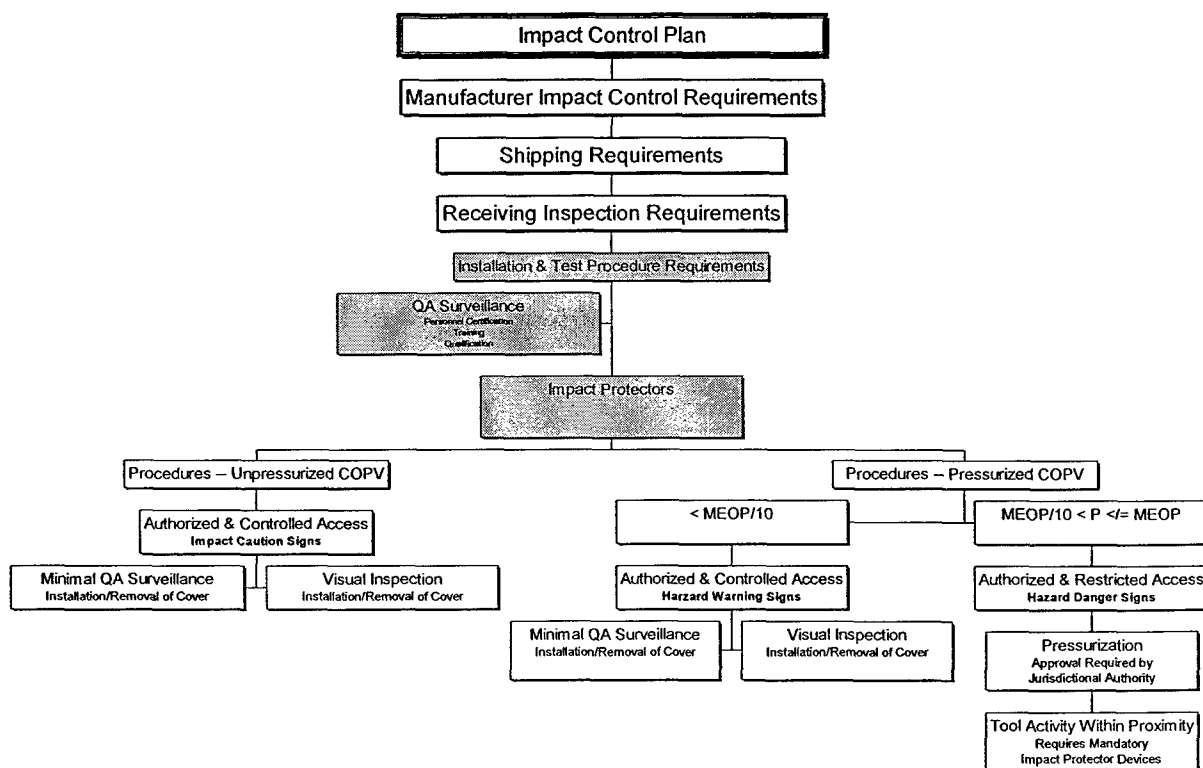 Impact Control Plan
Manufacturer Impact Control Requirements
Shipping Requirements
Receiving Inspection Requirements
Installation & Test Procedure Requirements
QA Surveillance
Personnel Certification
Training
Qualification
Impact Protectors
Procedures – Unpressurized COPV
Authorized & Controlled Access
Impact Caution Signs
Minimal QA Surveillance
Installation/Removal of Cover
Visual Inspection
Installation/Removal of Cover
Procedures – Pressurized COPV
< MEOP/10
Authorized & Controlled Access
Harzard Warning Signs
Minimal QA Surveillance
Installation/Removal of Cover
Visual Inspection
Installation/Removal of Cover
MEOP/10 < P </= MEOP
Authorized & Restricted Access
Hazard Danger Signs
Pressurization
Approval Required by
Jurisdictional Authority
Tool Activity Within Proximity
Requires Mandatory
Impact Protector Devices